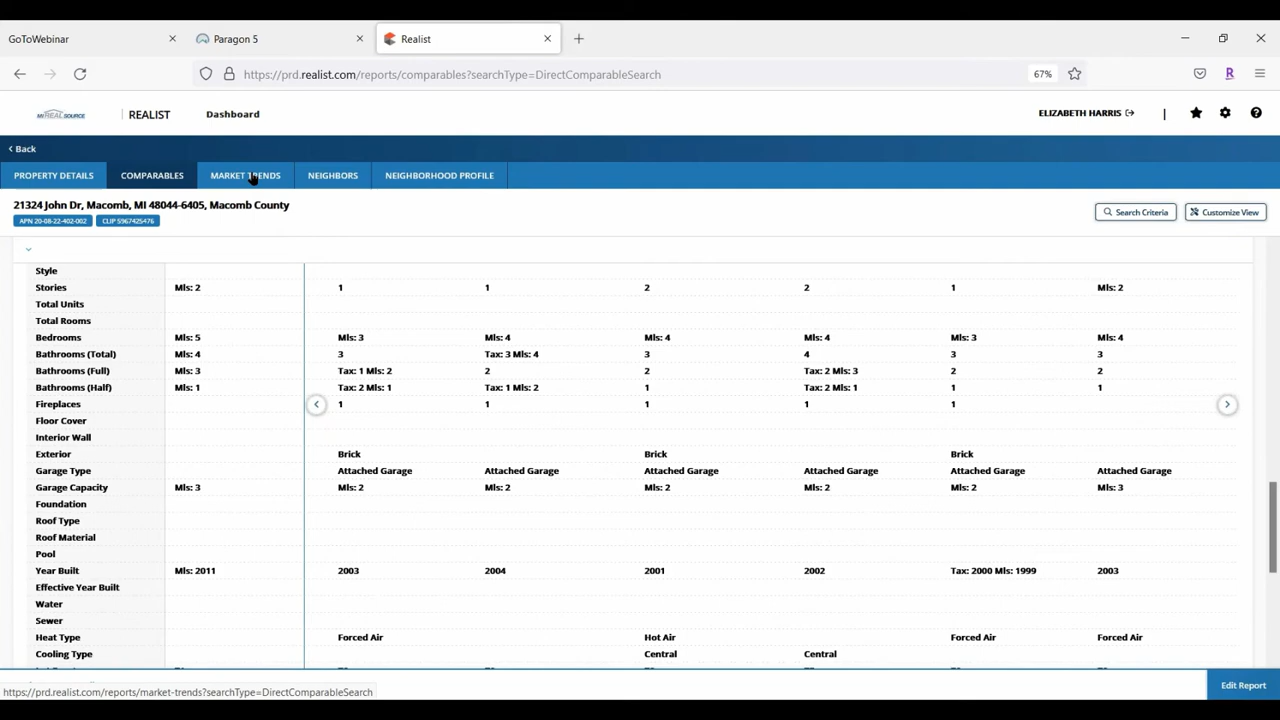 GoToWebinar
Paragon 5
Realist
https://prd.realist.com/reports/comparables?searchType=DirectComparableSearch
67%
MIREALSOURCE
REALIST
Dashboard
ELIZABETH HARRIS
Back
PROPERTY DETAILS COMPARABLES MARKET TRENDS NEIGHBORS NEIGHBORHOOD PROFILE
21324 John Dr, Macomb, MI 48044-6405, Macomb County
APN 20-08-22-402-002 CLIP 5967425476
Search Criteria
Customize View
Style
Stories Mls: 2 1 1 2 2 1 Mls: 2
Total Units
Total Rooms
Bedrooms Mls: 5 Mls: 3 Mls: 4 Mls: 4 Mls: 4 Mls: 3 Mls: 4
Bathrooms (Total) Mls: 4 3 Tax: 3 Mls: 4 3 4 3 3
Bathrooms (Full) Mls: 3 Tax: 1 Mls: 2 2 2 Tax: 2 Mls: 3 2 2
Bathrooms (Half) Mls: 1 Tax: 2 Mls: 1 Tax: 1 Mls: 2 1 Tax: 2 Mls: 1 1 1
Fireplaces 1 1 1 1 1
Floor Cover
Interior Wall
Exterior Brick Brick Brick
Garage Type Attached Garage Attached Garage Attached Garage Attached Garage Attached Garage Attached Garage
Garage Capacity Mls: 3 Mls: 2 Mls: 2 Mls: 2 Mls: 2 Mls: 2 Mls: 3
Foundation
Roof Type
Roof Material
Pool
Year Built Mls: 2011 2003 2004 2001 2002 Tax: 2000 Mls: 1999 2003
Effective Year Built
Water
Sewer
Heat Type Forced Air Hot Air Forced Air Forced Air
Cooling Type Central Central
https://prd.realist.com/reports/market-trends?searchType=DirectComparableSearch
Edit Report